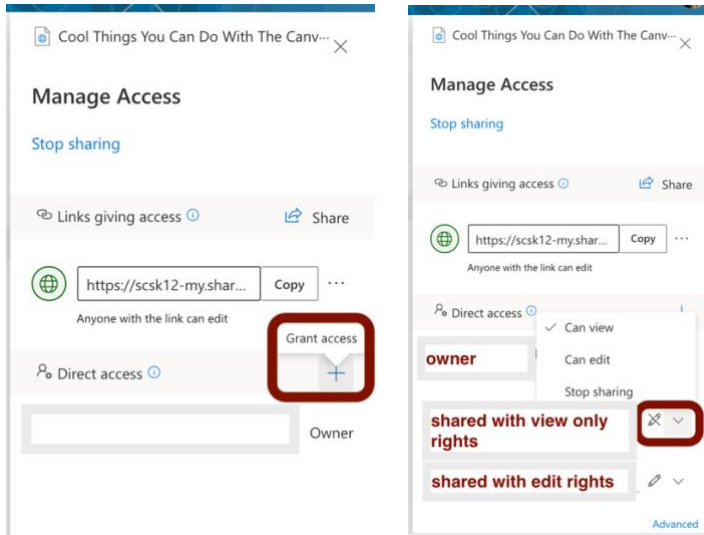 Cool Things You Can Do With The Canv...
Manage Access
Stop sharing
Links giving access
Share
https://scsk12-my.shar...
Copy
...
Anyone with the link can edit
Grant access
Direct access
+
Owner
Cool Things You Can Do With The Canv...
Manage Access
Stop sharing
Links giving access
Share
https://scsk12-my.shar...
Copy
...
Anyone with the link can edit
Direct access
Can view
owner
Can edit
Stop sharing
shared with view only
rights
shared with edit rights
Advanced